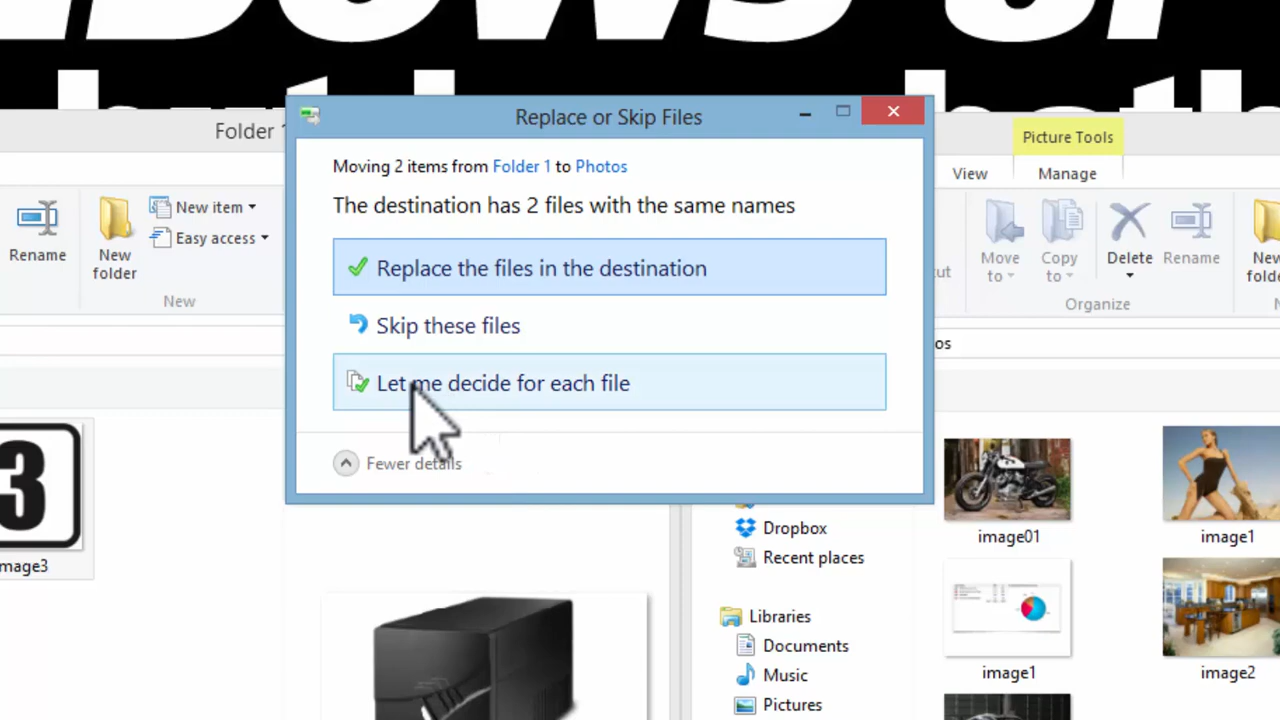 Folder 1
Replace or Skip Files
Picture Tools
View
Manage
Moving 2 items from Folder 1 to Photos
The destination has 2 files with the same names
Replace the files in the destination
Skip these files
Let me decide for each file
Fewer details
Rename
New folder
New item
Easy access
New
Move to
Copy to
Delete
Rename
Organize
3
Dropbox
Recent places
Libraries
Documents
Music
Pictures
image01
image1
image1
image2